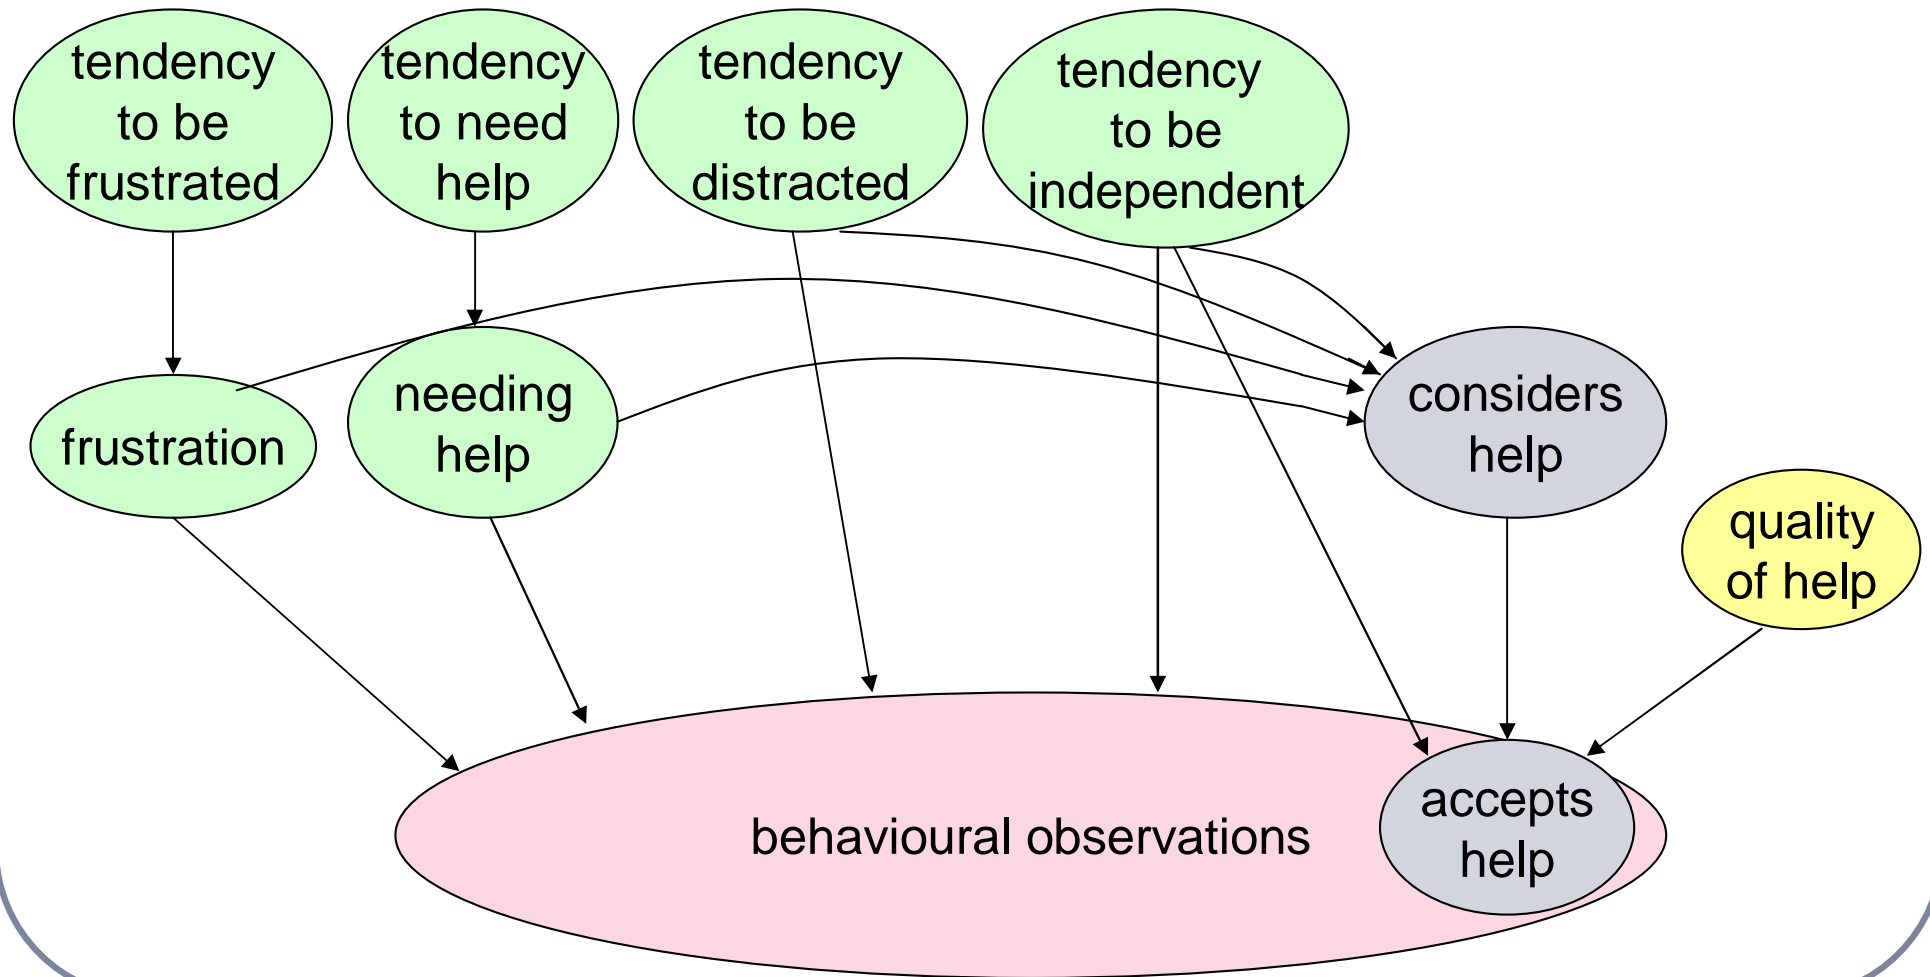 tendency
to be
frustrated
tendency
to need
help
tendency
to be
distracted
tendency
to be
independent
frustration
needing
help
considers
help
quality
of help
behavioural observations
accepts
help